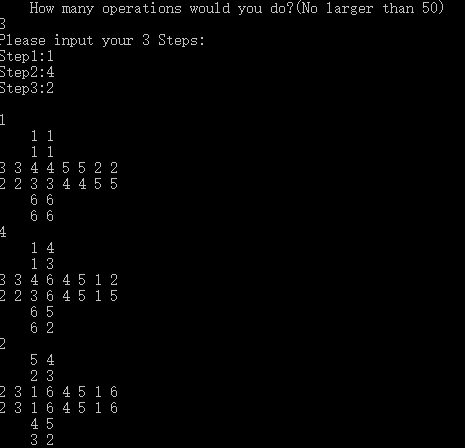 How many operations would you do?(No larger than 50)
3
Please input your 3 Steps:
Step1:1
Step2:4
Step3:2
1
1 1
1 1
3 3 4 4 5 5 2 2
2 2 3 3 4 4 5 5
6 6
6 6
4
1 4
1 3
3 3 4 6 4 5 1 2
2 2 3 6 4 5 1 5
6 5
6 2
2
5 4
2 3
2 3 1 6 4 5 1 6
2 3 1 6 4 5 1 6
4 5
3 2